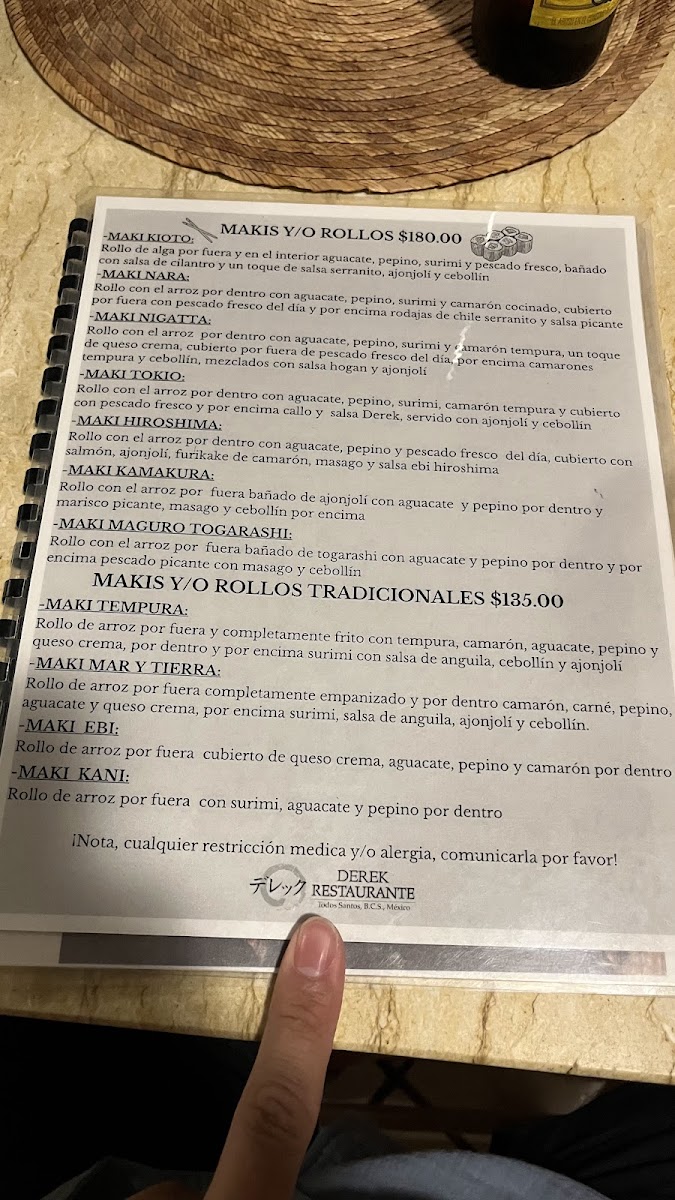 MAKIS Y/O ROLLOS $180.00
-MAKI KIOTO:
Rollo de alga por fuera y en el interior aguacate, pepino, surimi y pescado fresco, bañado
con salsa de cilantro y un toque de salsa serranito, ajonjolí y cebollín
-MAKI NARA:
Rollo con el arroz por dentro con aguacate, pepino, surimi y camarón cocinado, cubierto
por fuera con pescado fresco del día y por encima rodajas de chile serranito y salsa picante
-MAKI NIGATTA:
Rollo con el arroz por dentro con aguacate, pepino, surimi y camarón tempura, un toque
de queso crema, cubierto por fuera de pescado fresco del día, por encima camarones
tempura y cebollín, mezclados con salsa hogan y ajonjolí
-MAKI TOKIO:
Rollo con el arroz por dentro con aguacate, pepino, surimi, camarón tempura y cubierto
con pescado fresco y por encima callo y salsa Derek, servido con ajonjolí y cebollín
-MAKI HIROSHIMA:
Rollo con el arroz por dentro con aguacate, pepino y pescado fresco del día, cubierto con
salmón, ajonjolí, furikake de camarón, masago y salsa ebi hiroshima
-MAKI KAMAKURA:
Rollo con el arroz por fuera bañado de ajonjolí con aguacate y pepino por dentro y
marisco picante, masago y cebollín por encima
-MAKI MAGURO TOGARASHI:
Rollo con el arroz por fuera bañado de togarashi con aguacate y pepino por dentro y por
encima pescado picante con masago y cebollín
MAKIS Y/O ROLLOS TRADICIONALES $135.00
-MAKI TEMPURA:
Rollo de arroz por fuera y completamente frito con tempura, camarón, aguacate, pepino y
queso crema, por dentro y por encima surimi con salsa de anguila, cebollín y ajonjolí
-MAKI MAR Y TIERRA:
Rollo de arroz por fuera completamente empanizado y por dentro camarón, carné, pepino,
aguacate y queso crema, por encima surimi, salsa de anguila, ajonjolí y cebollín.
-MAKI EBI:
Rollo de arroz por fuera cubierto de queso crema, aguacate, pepino y camarón por dentro
-MAKI KANI:
Rollo de arroz por fuera con surimi, aguacate y pepino por dentro
¡Nota, cualquier restricción medica y/o alergia, comunicarla por favor!
デレック DEREK
RESTAURANTE
Todos Santos, B.C.S., México